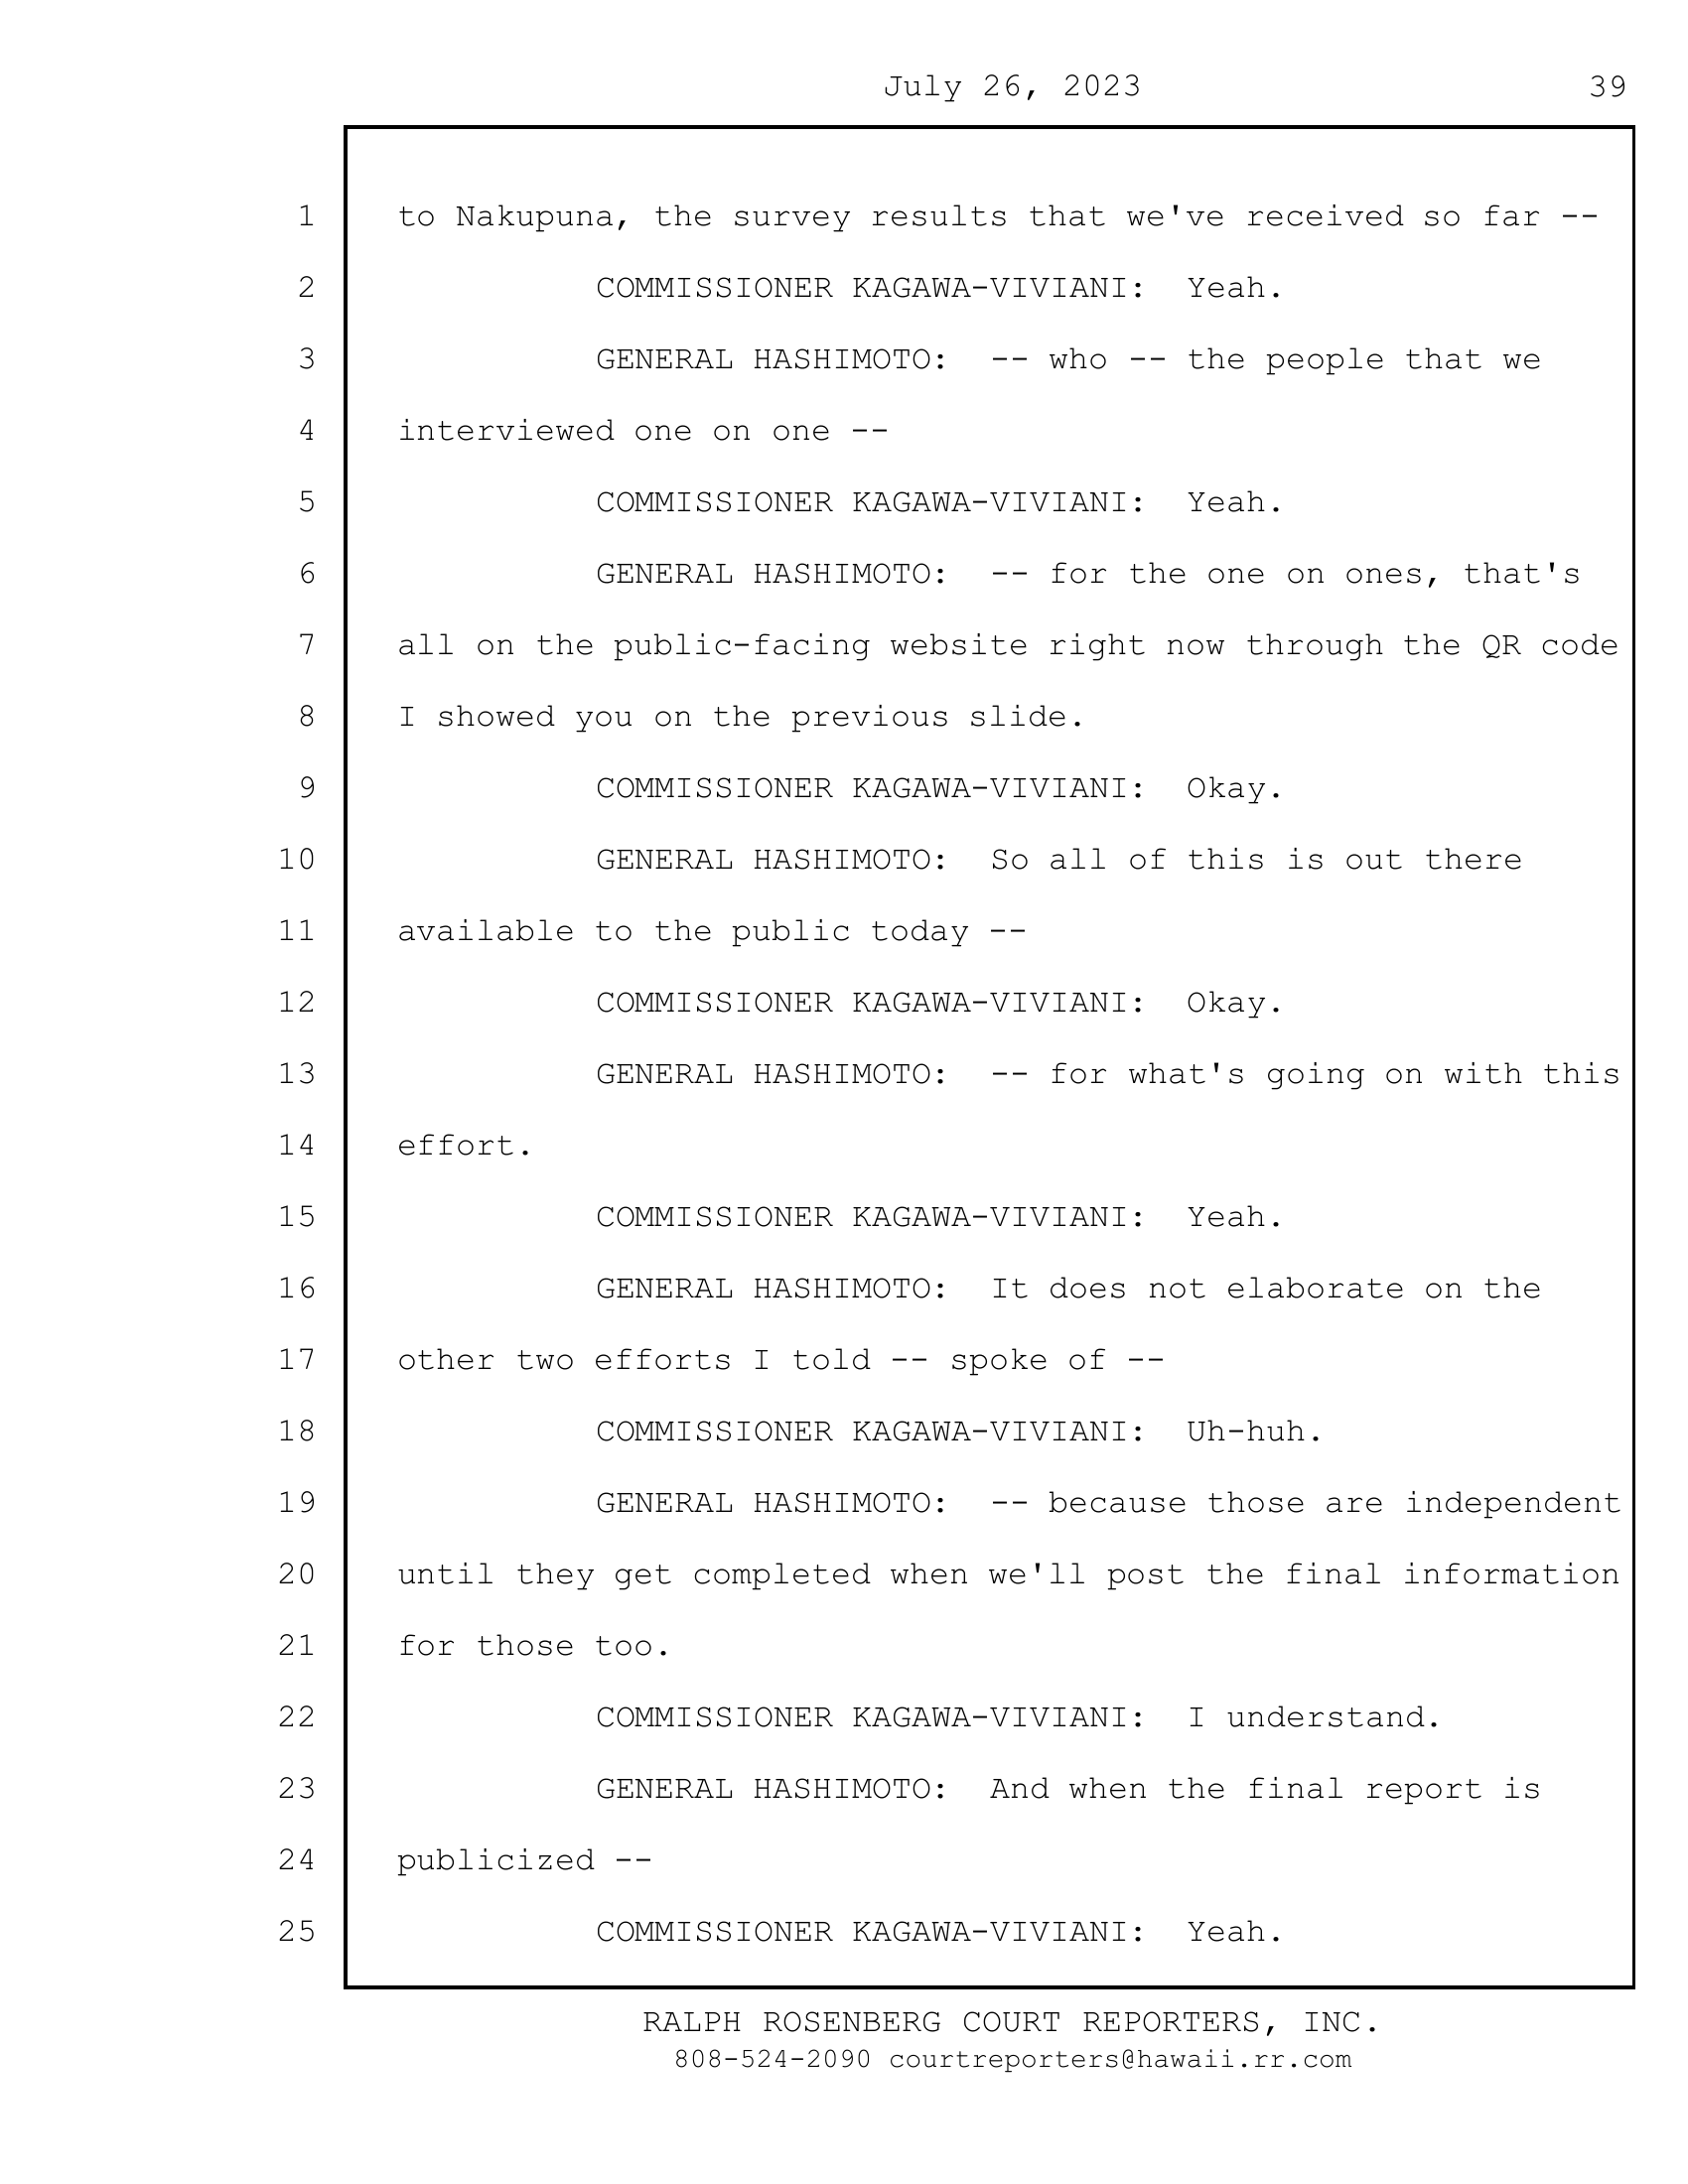 July 26, 2023 39
1 to Nakupuna, the survey results that we've received so far --
2 COMMISSIONER KAGAWA-VIVIANI: Yeah.
3 GENERAL HASHIMOTO: -- who -- the people that we
4 interviewed one on one --
5 COMMISSIONER KAGAWA-VIVIANI: Yeah.
6 GENERAL HASHIMOTO: -- for the one on ones, that's
7 all on the public-facing website right now through the QR code
8 I showed you on the previous slide.
9 COMMISSIONER KAGAWA-VIVIANI: Okay.
10 GENERAL HASHIMOTO: So all of this is out there
11 available to the public today --
12 COMMISSIONER KAGAWA-VIVIANI: Okay.
13 GENERAL HASHIMOTO: -- for what's going on with this
14 effort.
15 COMMISSIONER KAGAWA-VIVIANI: Yeah.
16 GENERAL HASHIMOTO: It does not elaborate on the
17 other two efforts I told -- spoke of --
18 COMMISSIONER KAGAWA-VIVIANI: Uh-huh.
19 GENERAL HASHIMOTO: -- because those are independent
20 until they get completed when we'll post the final information
21 for those too.
22 COMMISSIONER KAGAWA-VIVIANI: I understand.
23 GENERAL HASHIMOTO: And when the final report is
24 publicized --
25 COMMISSIONER KAGAWA-VIVIANI: Yeah.
RALPH ROSENBERG COURT REPORTERS, INC.
808-524-2090 courtreporters@hawaii.rr.com